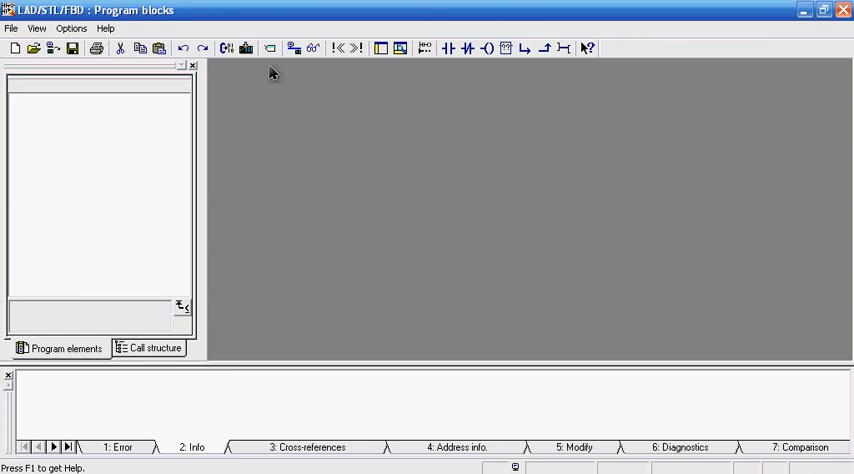 LAD/STL/FBD : Program blocks
File View Options Help
Program elements Call structure
1: Error 2: Info 3: Cross-references 4: Address info. 5: Modify 6: Diagnostics 7: Comparison
Press F1 to get Help.